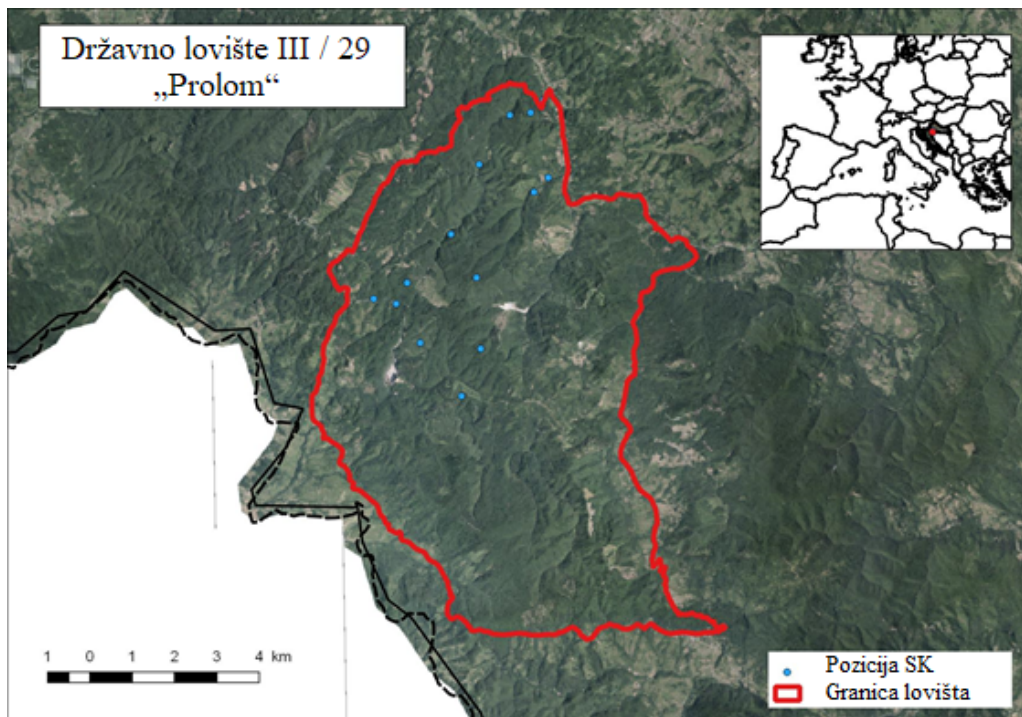 Državno lovište III / 29
„Prolom“
1 0 1 2 3 4 km
Pozicija SK
Granica lovišta